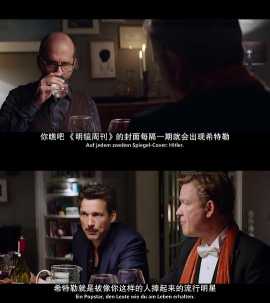 你瞧吧 《明镜周刊》的封面每隔一期就会出现希特勒
Auf jedem zweiten Spiegel-Cover: Hitler.
希特勒就是被像你这样的人捧起来的流行明星
Ein Popstar, den Leute wie du am Leben erhalten.